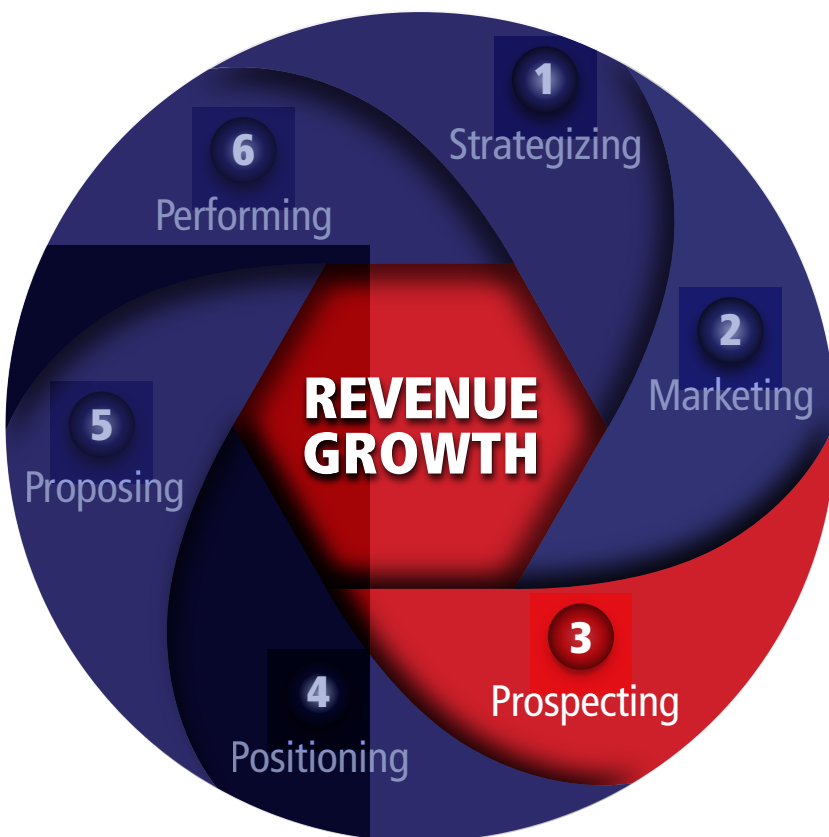 1
Strategizing
2
Marketing
3
Prospecting
4
Positioning
5
Proposing
6
Performing
REVENUE
GROWTH